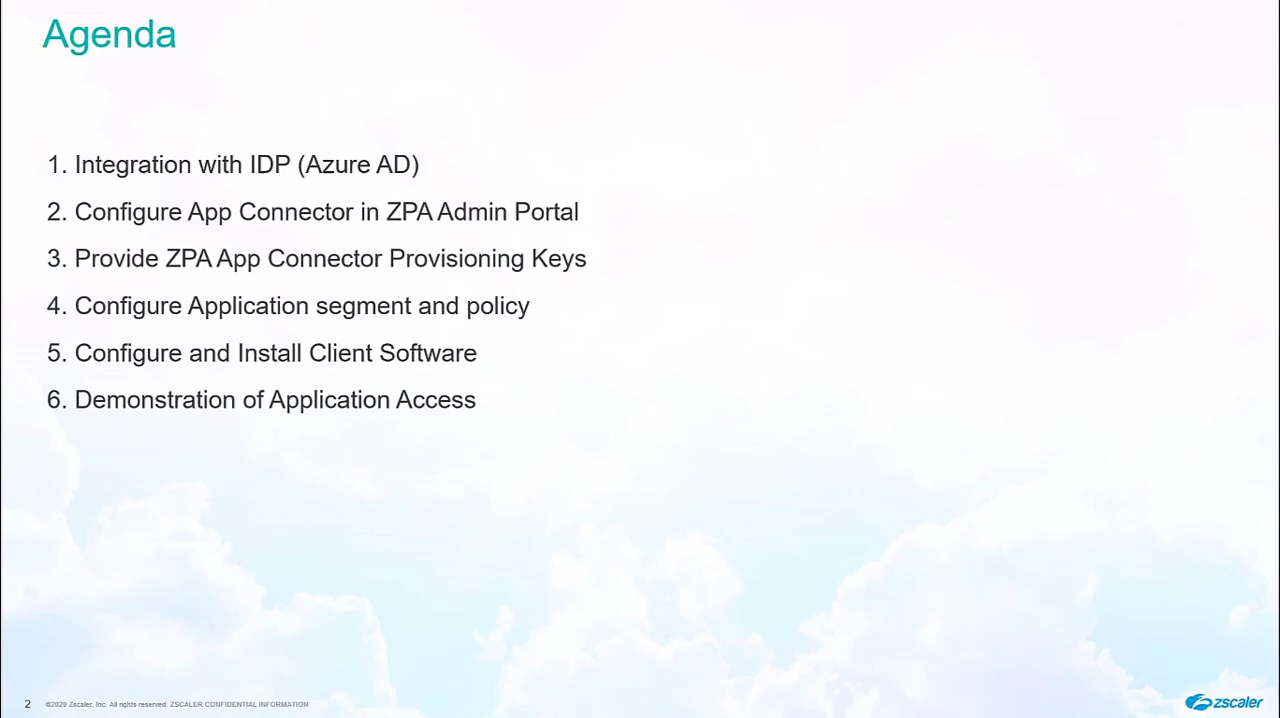 Agenda
1. Integration with IDP (Azure AD)
2. Configure App Connector in ZPA Admin Portal
3. Provide ZPA App Connector Provisioning Keys
4. Configure Application segment and policy
5. Configure and Install Client Software
6. Demonstration of Application Access
2 ©2020 Zscaler, Inc. All rights reserved. ZSCALER CONFIDENTIAL INFORMATION
zscaler